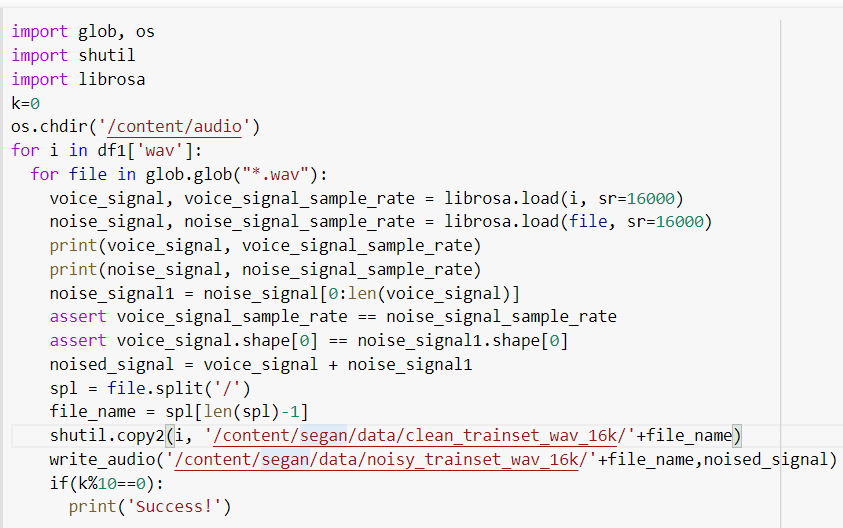 import glob, os
import shutil
import librosa
k=0
os.chdir('/content/audio')
for i in df1['wav']:
  for file in glob.glob("*.wav"):
    voice_signal, voice_signal_sample_rate = librosa.load(i, sr=16000)
    noise_signal, noise_signal_sample_rate = librosa.load(file, sr=16000)
    print(voice_signal, voice_signal_sample_rate)
    print(noise_signal, noise_signal_sample_rate)
    noise_signal1 = noise_signal[0:len(voice_signal)]
    assert voice_signal_sample_rate == noise_signal_sample_rate
    assert voice_signal.shape[0] == noise_signal1.shape[0]
    noised_signal = voice_signal + noise_signal1
    spl = file.split('/')
    file_name = spl[len(spl)-1]
    shutil.copy2(i, '/content/segan/data/clean_trainset_wav_16k/'+file_name)
    write_audio('/content/segan/data/noisy_trainset_wav_16k/'+file_name,noised_signal)
    if(k%10==0):
      print('Success!')